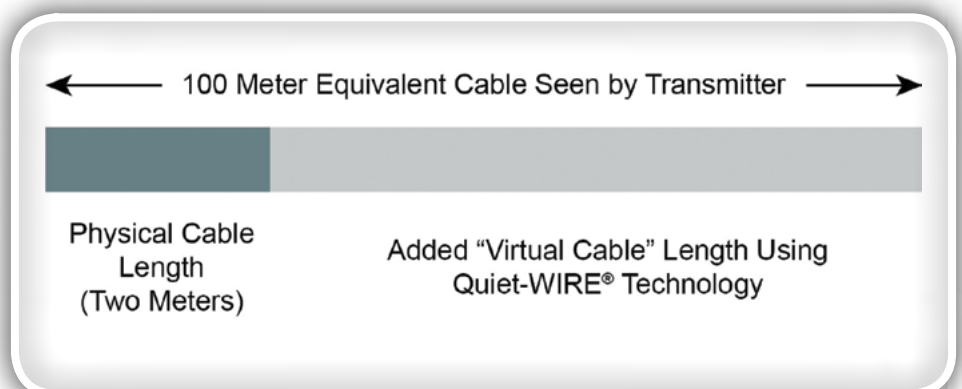 100 Meter Equivalent Cable Seen by Transmitter
Physical Cable
Length
(Two Meters)
Added “Virtual Cable” Length Using
Quiet-WIRE® Technology